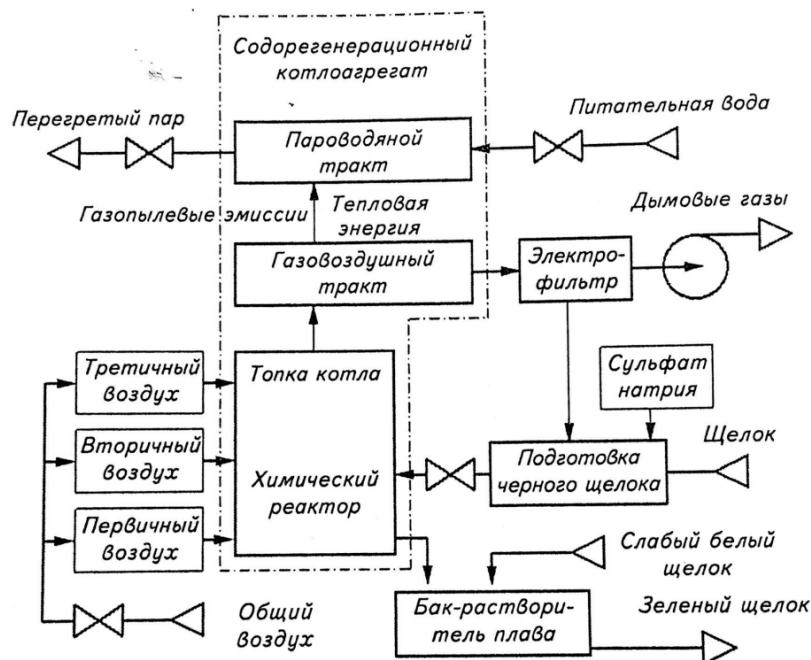 Содорегенерационный
котлоагрегат
Перегретый пар
Питательная вода
Пароводяной
тракт
Газопылевые эмиссии
Тепловая
энергия
Дымовые газы
Газовоздушный
тракт
Электро-
фильтр
Третичный
воздух
Топка котла
Сульфат
натрия
Вторичный
воздух
Химический
реактор
Подготовка
черного щелока
Щелок
Первичный
воздух
Слабый белый
щелок
Общий
воздух
Бак-раствори-
тель плава
Зеленый щелок